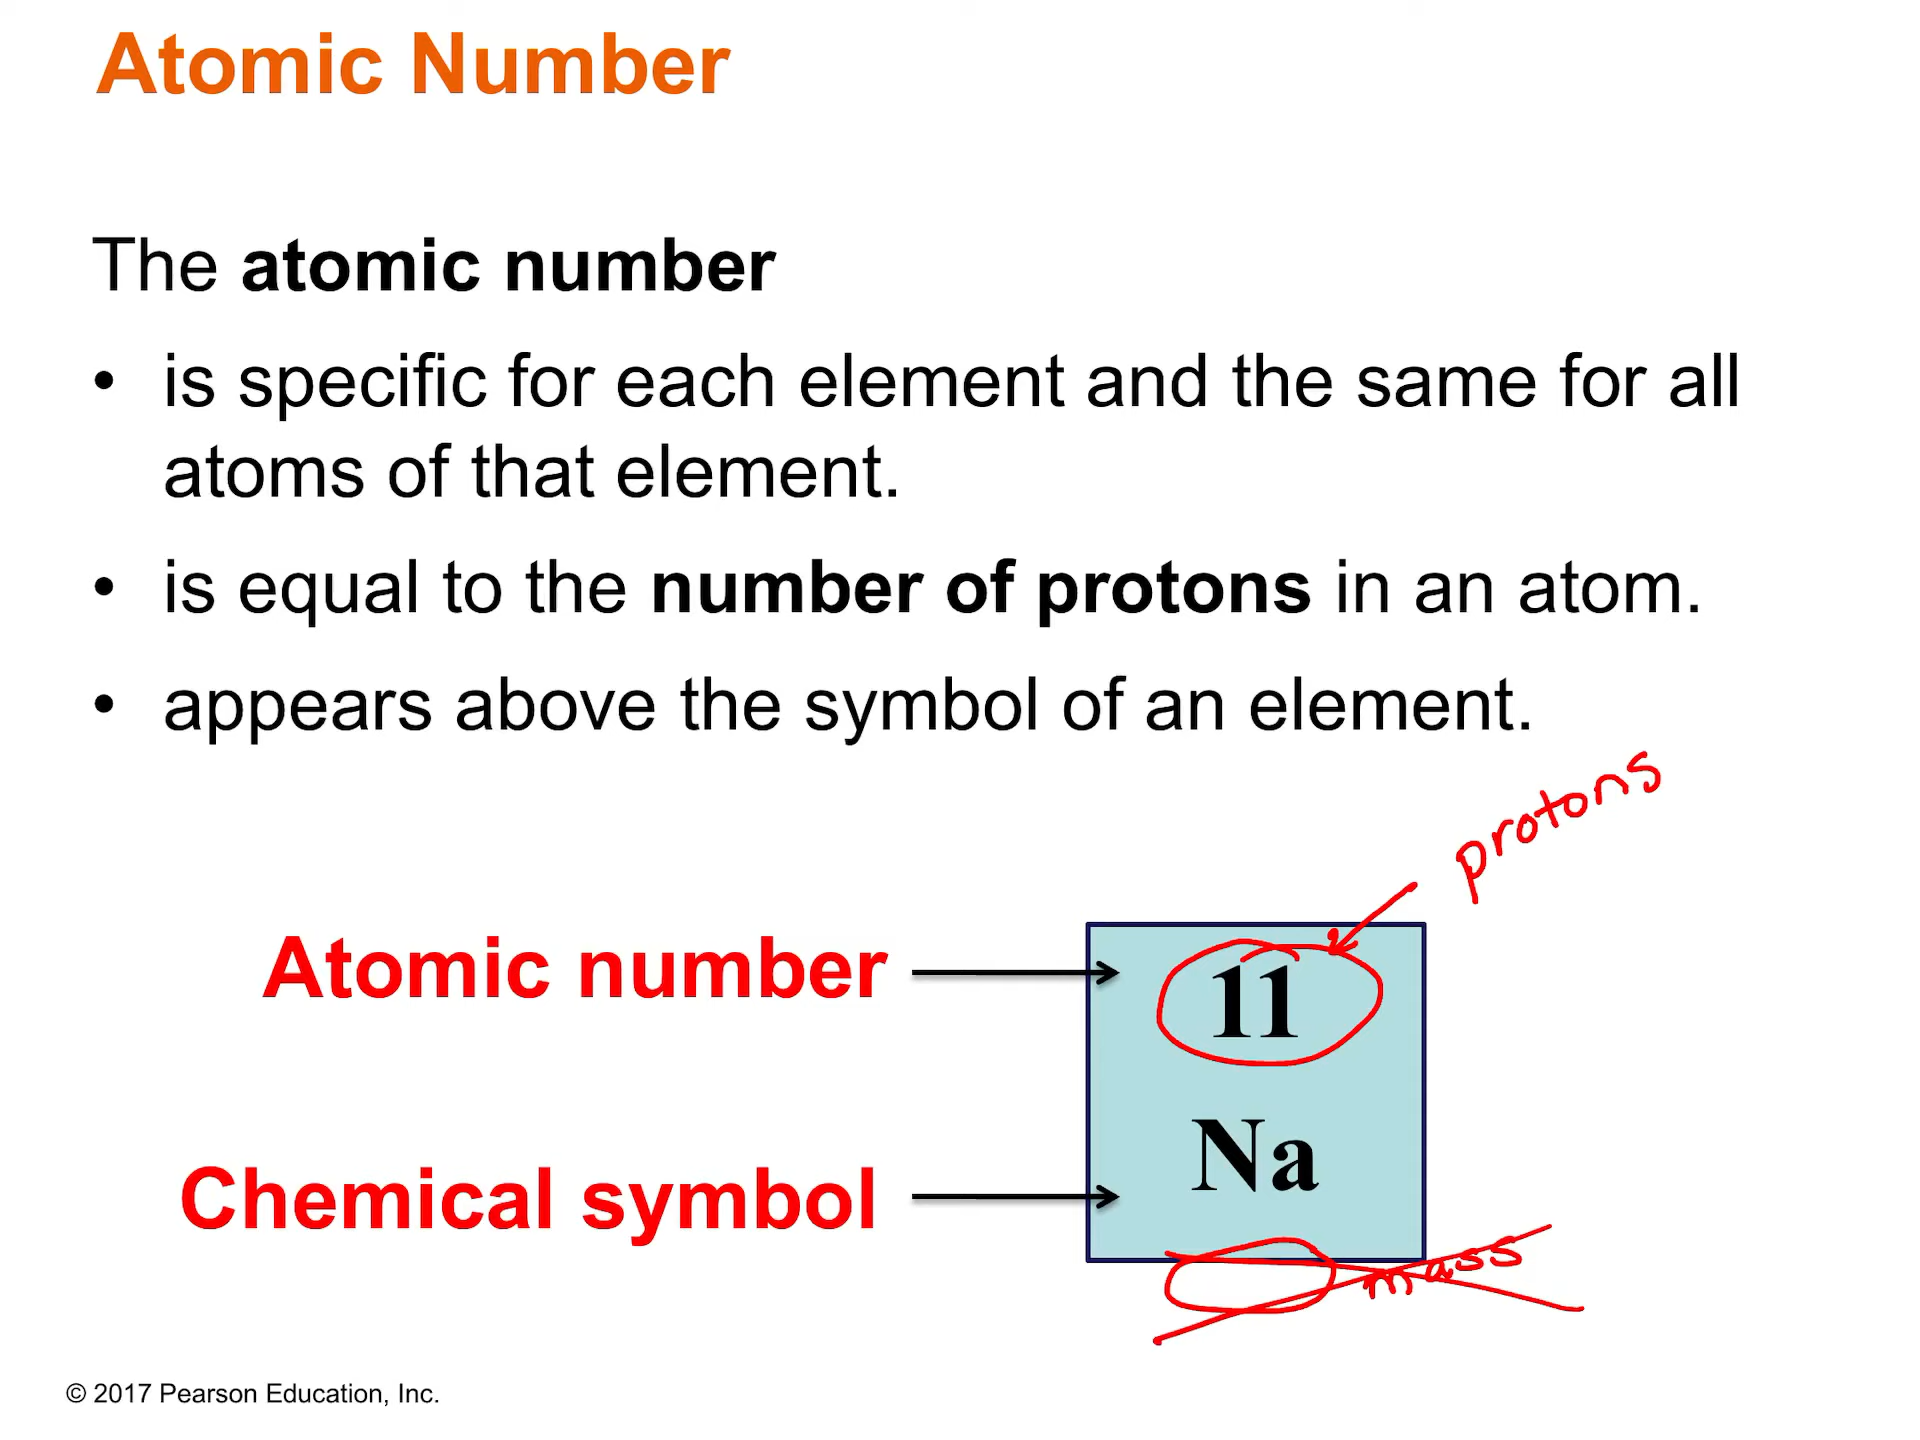 Atomic Number
The atomic number
• is specific for each element and the same for all
atoms of that element.
• is equal to the number of protons in an atom.
• appears above the symbol of an element.
protons
Atomic number
11
Na
Chemical symbol
mass
© 2017 Pearson Education, Inc.